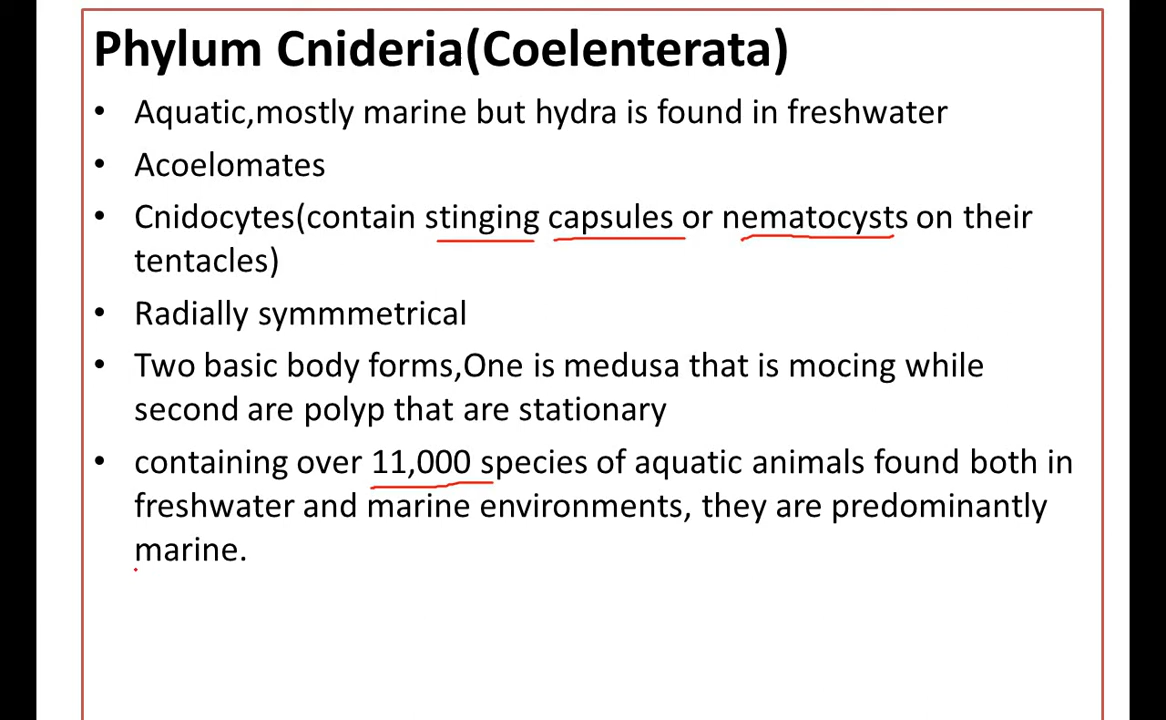 Phylum Cnideria(Coelenterata)
• Aquatic,mostly marine but hydra is found in freshwater
• Acoelomates
• Cnidocytes(contain stinging capsules or nematocysts on their
tentacles)
• Radially symmmetrical
• Two basic body forms,One is medusa that is mocing while
second are polyp that are stationary
• containing over 11,000 species of aquatic animals found both in
freshwater and marine environments, they are predominantly
marine.